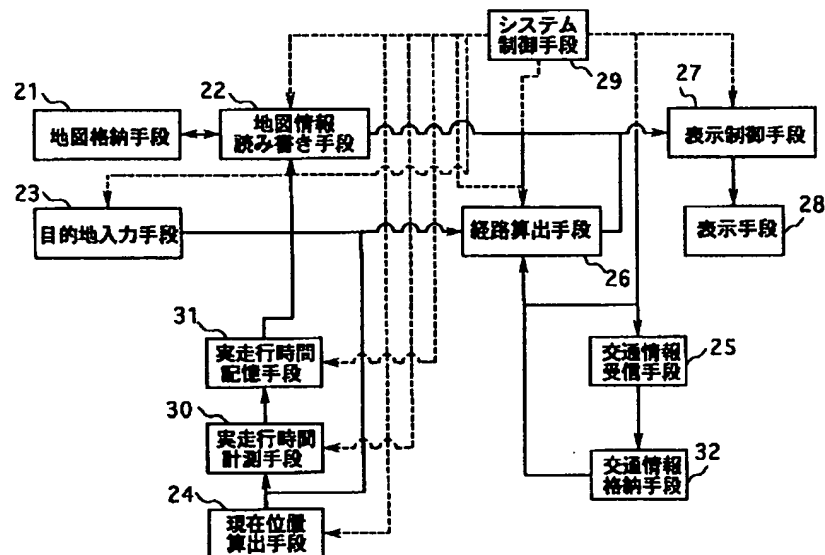 システム
制御手段
29
21
22
27
地図格納手段
地図情報
読み書き手段
表示制御手段
23
目的地入力手段
経路算出手段
26
表示手段
28
31
実走行時間
記憶手段
交通情報
受信手段
25
30
実走行時間
計測手段
交通情報
格納手段
32
24
現在位置
算出手段